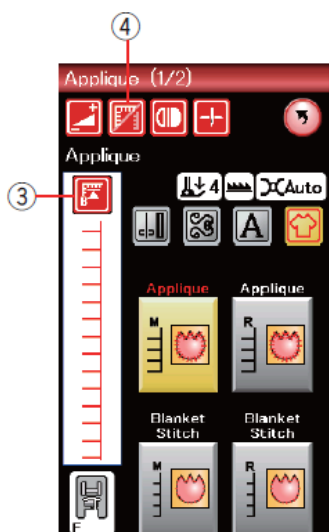 ④
Applique (1/2)
Applique
③
B
4
Auto
A
Applique Applique
M R
Blanket Stitch Blanket Stitch
M R
F